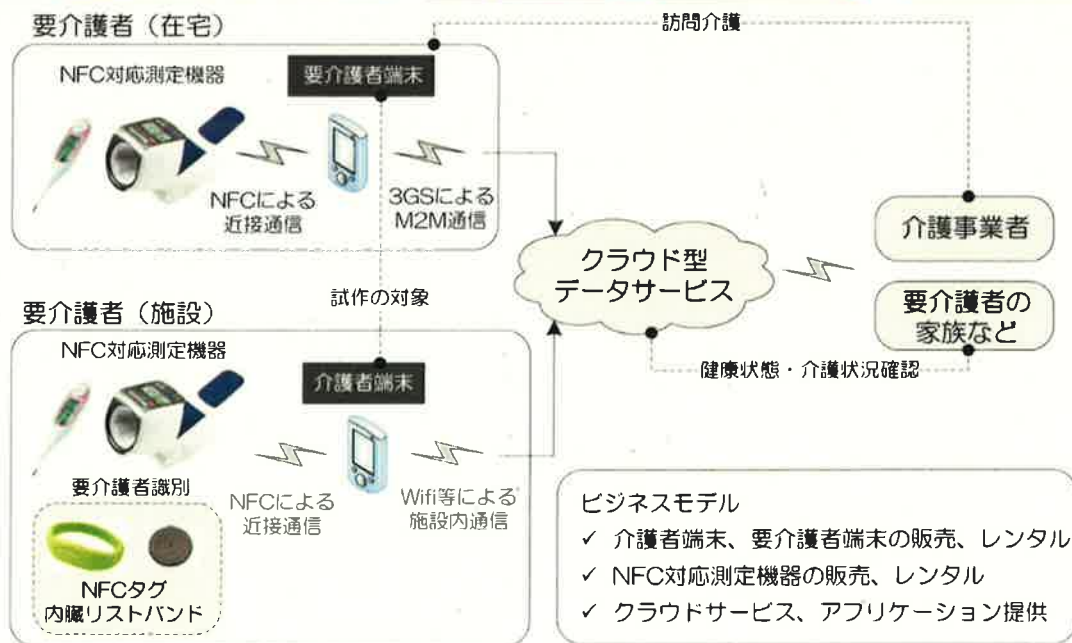 要介護者（在宅）
訪問介護
NFC対応測定機器
要介護者端末
NFCによる
近接通信
3GSによる
M2M通信
介護事業者
クラウド型
データサービス
試作の対象
要介護者の
家族など
健康状態・介護状況確認
要介護者（施設）
NFC対応測定機器
介護者端末
要介護者識別
NFCによる
近接通信
Wifi等による
施設内通信
NFCタグ
内臓リストバンド
ビジネスモデル
✓ 介護者端末、要介護者端末の販売、レンタル
✓ NFC対応測定機器の販売、レンタル
✓ クラウドサービス、アプリケーション提供